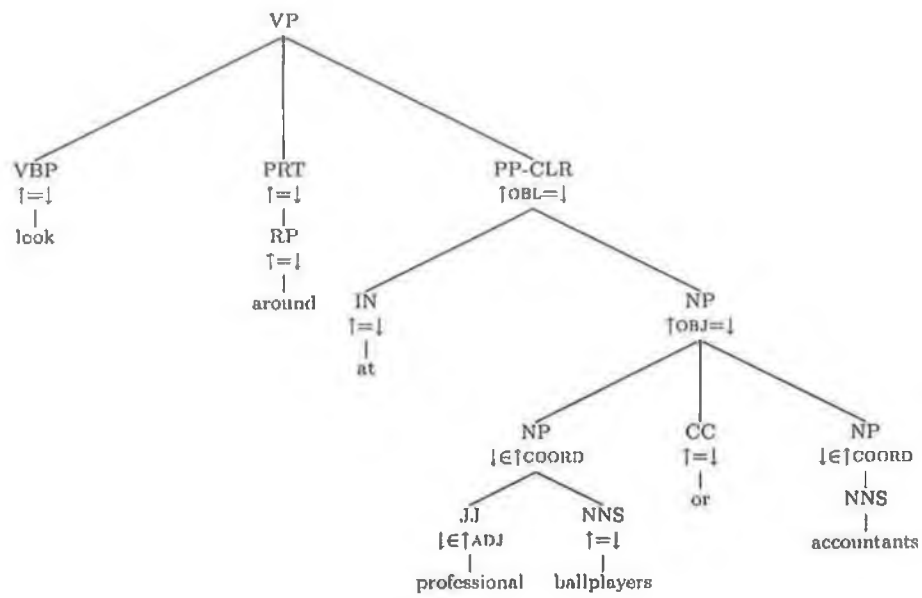 VP
VBP PRT PP-CLR
↑=↓ ↑=↓ ↑OBL=↓
look RP
↑=↓
around IN NP
↑=↓ ↑OBJ=↓
at
NP CC NP
↓∈↑COORD ↑=↓ ↓∈↑COORD
or NNS
JJ NNS
↓∈↑ADJ ↑=↓ accountants
professional ballplayers